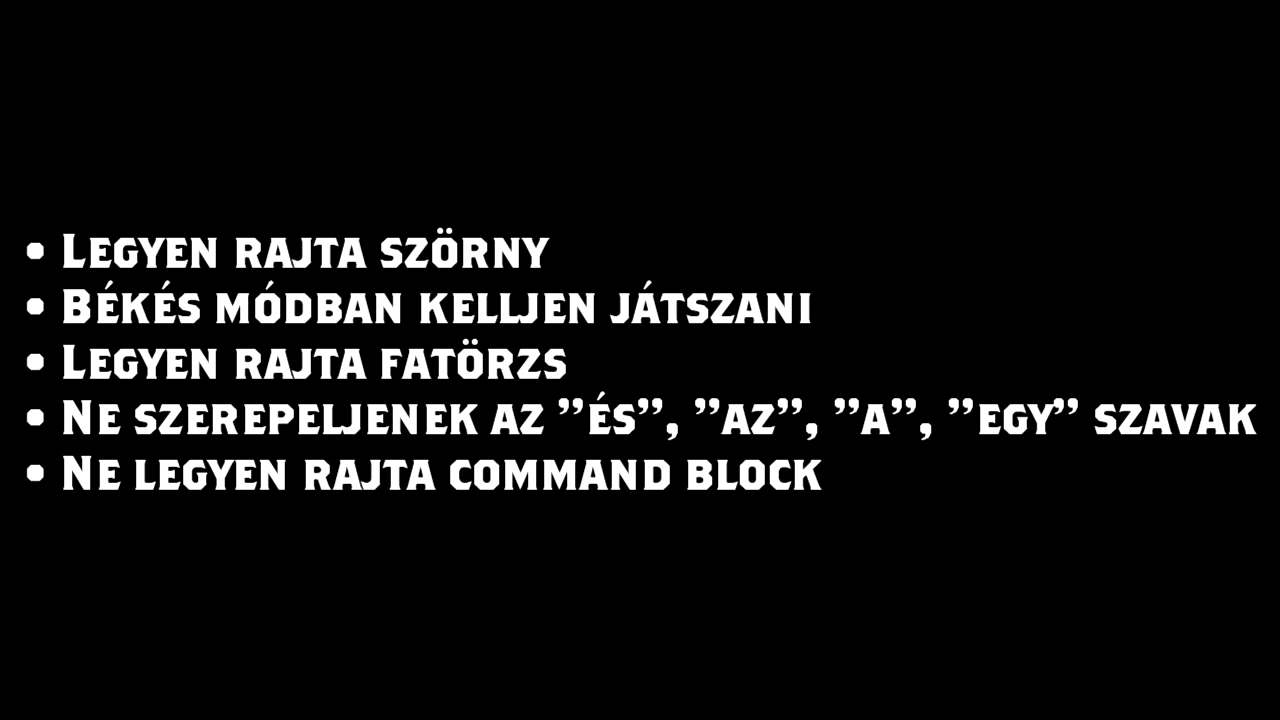 • Legyen rajta szörny
• Békés módban kelljen játszani
• Legyen rajta fatörzs
• Ne szerepeljenek az ”és”, ”az”, ”a”, ”egy” szavak
• Ne legyen rajta command block